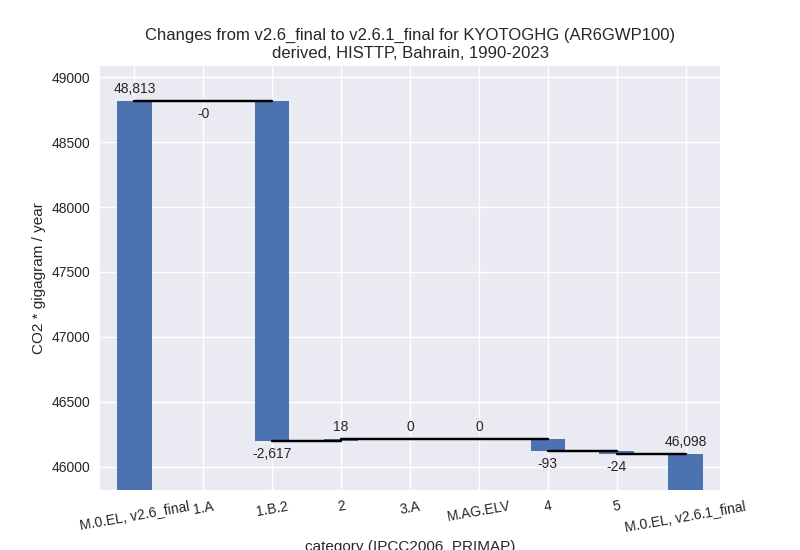 Changes from v2.6_final to v2.6.1_final for KYOTOGHG (AR6GWP100)
derived, HISTTP, Bahrain, 1990-2023
49000
48500
48000
47500
47000
46500
46000
CO2 * gigagram / year
48,813
-0
-2,617
18
0
0
-93
-24
46,098
M.0.EL, v2.6_final
1.A
1.B.2
2
3.A
M.AG.ELV
4
5
M.0.EL, v2.6.1_final
category (IPCC2006_PRIMAP)